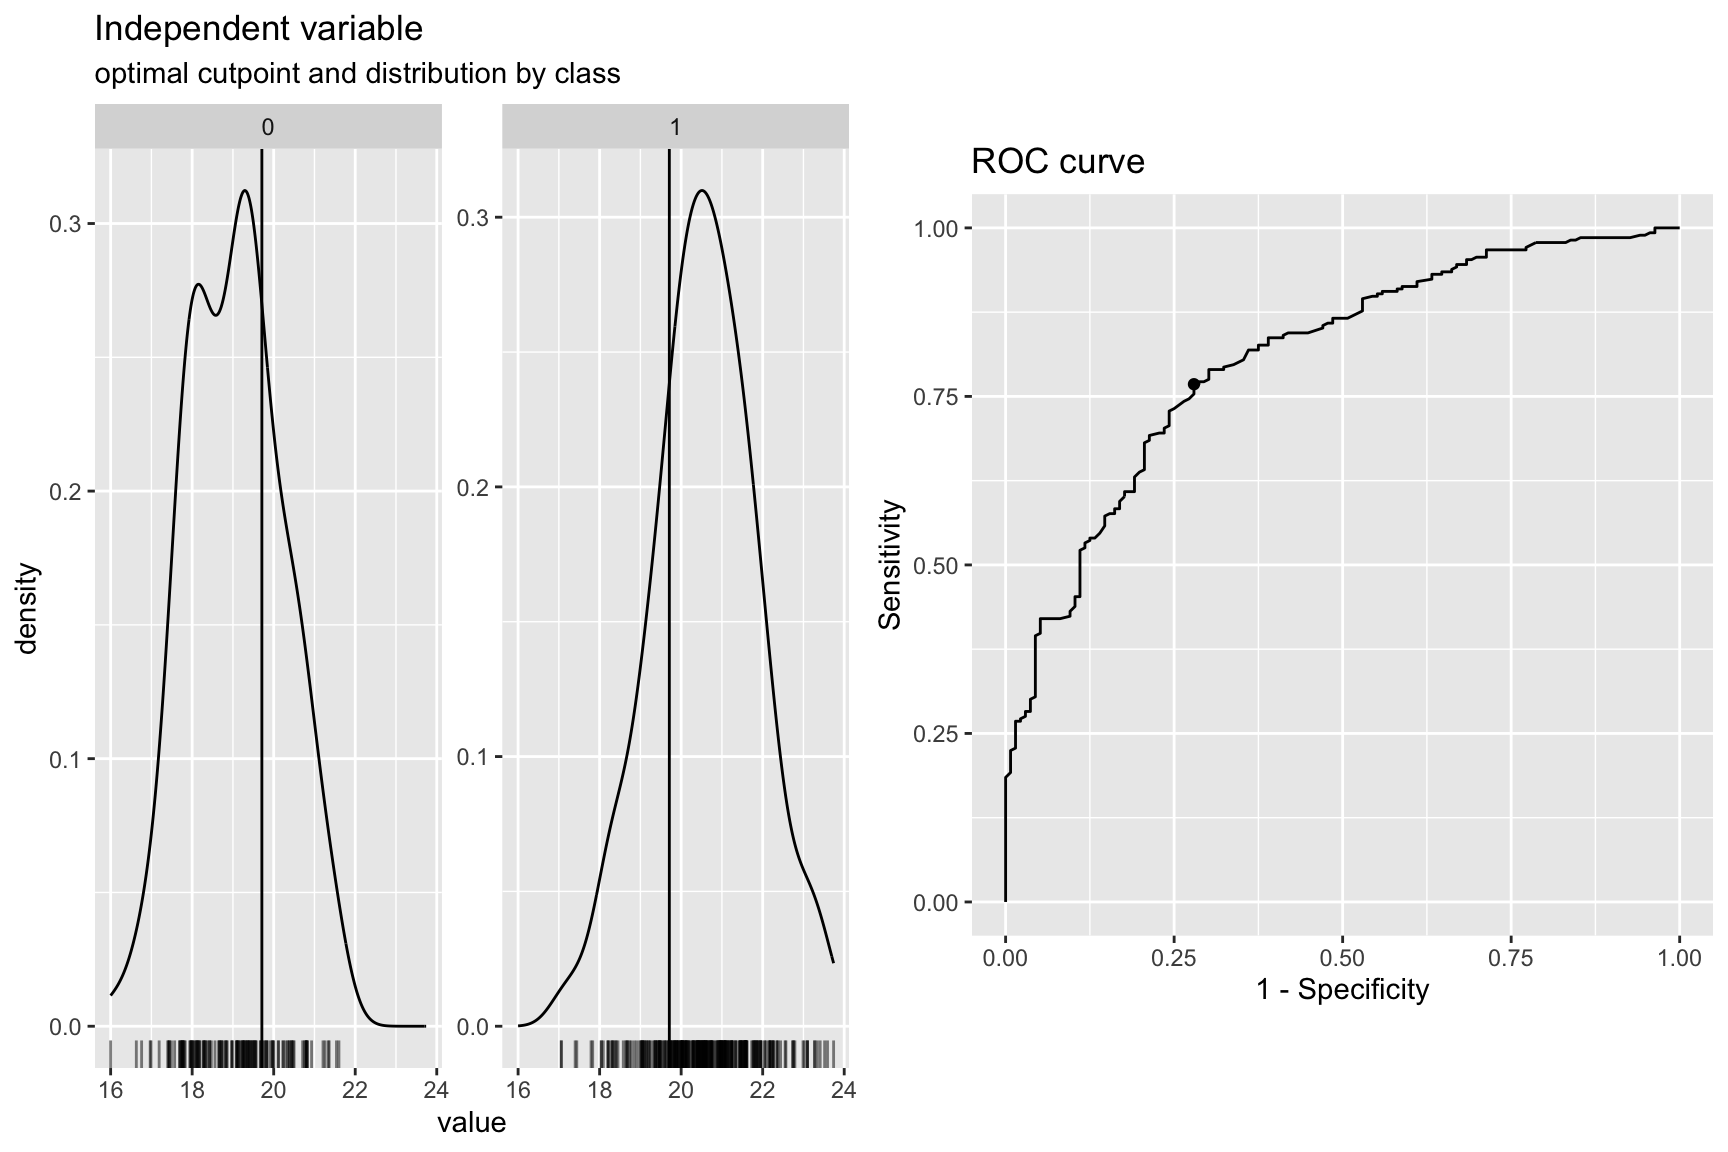 Independent variable
optimal cutpoint and distribution by class
0
1
density
0.3
0.2
0.1
0.0
0.3
0.2
0.1
0.0
16 18 20 22 24
16 18 20 22 24
value
ROC curve
Sensitivity
1.00
0.75
0.50
0.25
0.00
0.00 0.25 0.50 0.75 1.00
1 - Specificity